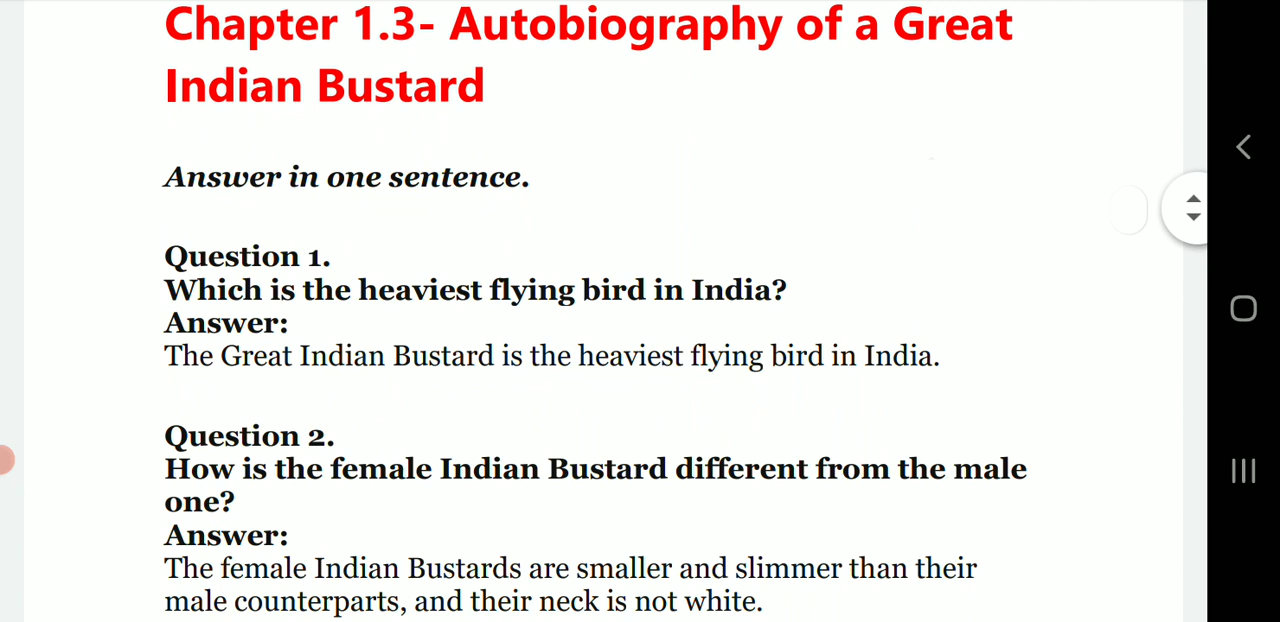 Chapter 1.3- Autobiography of a Great
Indian Bustard
Answer in one sentence.
Question 1.
Which is the heaviest flying bird in India?
Answer:
The Great Indian Bustard is the heaviest flying bird in India.
Question 2.
How is the female Indian Bustard different from the male
one?
Answer:
The female Indian Bustards are smaller and slimmer than their
male counterparts, and their neck is not white.